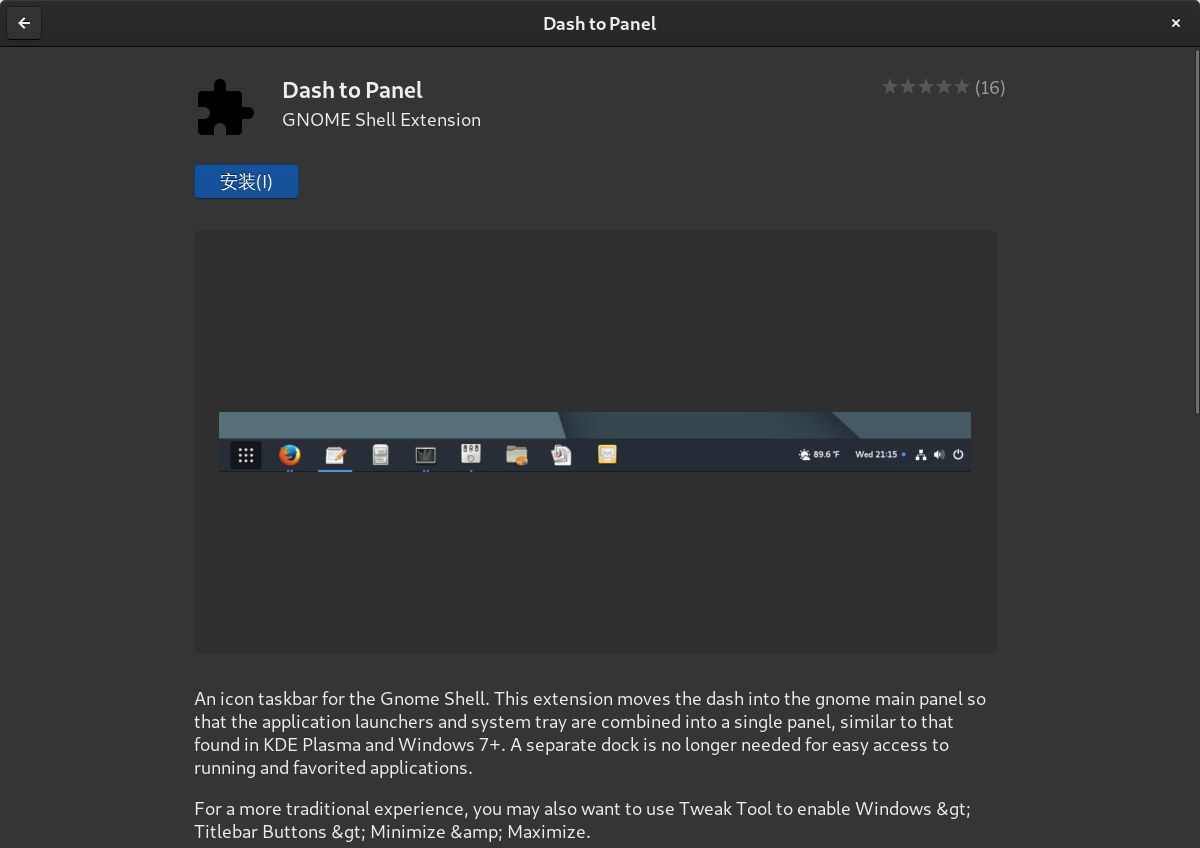 Dash to Panel
Dash to Panel
(16)
GNOME Shell Extension
安装(I)
89.6 °F
Wed 21:15
An icon taskbar for the Gnome Shell. This extension moves the dash into the gnome main panel so
that the application launchers and system tray are combined into a single panel, similar to that
found in KDE Plasma and Windows 7+. A separate dock is no longer needed for easy access to
running and favorited applications.
For a more traditional experience, you may also want to use Tweak Tool to enable Windows &gt;
Titlebar Buttons &gt; Minimize &amp; Maximize.